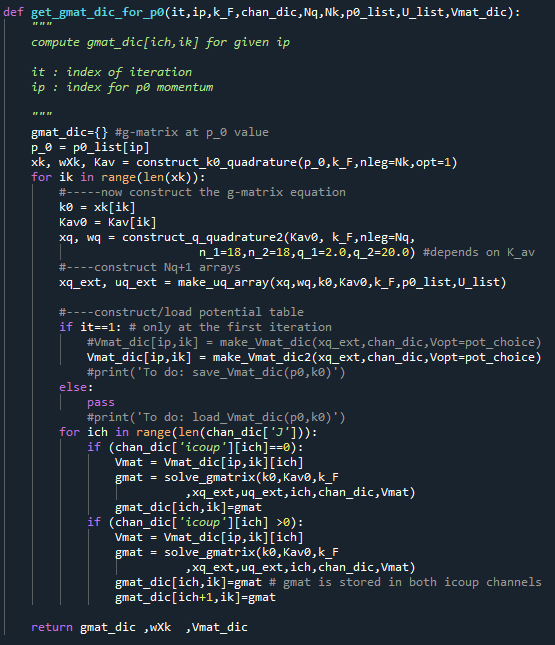 def get_gmat_dic_for_p0(it,ip,k_F,chan_dic,Nq,Nk,p0_list,U_list,Vmat_dic):
    """
    compute gmat_dic[ich,ik] for given ip

    it : index of iteration
    ip : index for p0 momentum

    """
    gmat_dic={} #g-matrix at p_0 value
    p_0 = p0_list[ip]
    xk, wXk, Kav = construct_k0_quadrature(p_0,k_F,nleg=Nk,opt=1)
    for ik in range(len(xk)):
        #-----now construct the g-matrix equation
        k0 = xk[ik]
        Kav0 = Kav[ik]
        xq, wq = construct_q_quadrature2(Kav0, k_F,nleg=Nq,
                            n_1=18,n_2=18,q_1=2.0,q_2=20.0) #depends on K_av
        #----construct Nq+1 arrays
        xq_ext, uq_ext = make_uq_array(xq,wq,k0,Kav0,k_F,p0_list,U_list)

        #----construct/load potential table
        if it==1: # only at the first iteration
            #Vmat_dic[ip,ik] = make_Vmat_dic(xq_ext,chan_dic,Vopt=pot_choice)
            Vmat_dic[ip,ik] = make_Vmat_dic2(xq_ext,chan_dic,Vopt=pot_choice)
            #print('To do: save_Vmat_dic(p0,k0)')
        else:
            pass
            #print('To do: load_Vmat_dic(p0,k0)')
        for ich in range(len(chan_dic['J'])):
            if (chan_dic['icoup'][ich]==0):
                Vmat = Vmat_dic[ip,ik][ich]
                gmat = solve_gmatrix(k0,Kav0,k_F
                          ,xq_ext,uq_ext,ich,chan_dic,Vmat)
                gmat_dic[ich,ik]=gmat
            if (chan_dic['icoup'][ich] >0):
                Vmat = Vmat_dic[ip,ik][ich]
                gmat = solve_gmatrix(k0,Kav0,k_F
                          ,xq_ext,uq_ext,ich,chan_dic,Vmat)
                gmat_dic[ich,ik]=gmat # gmat is stored in both icoup channels
                gmat_dic[ich+1,ik]=gmat

    return gmat_dic ,wXk  ,Vmat_dic